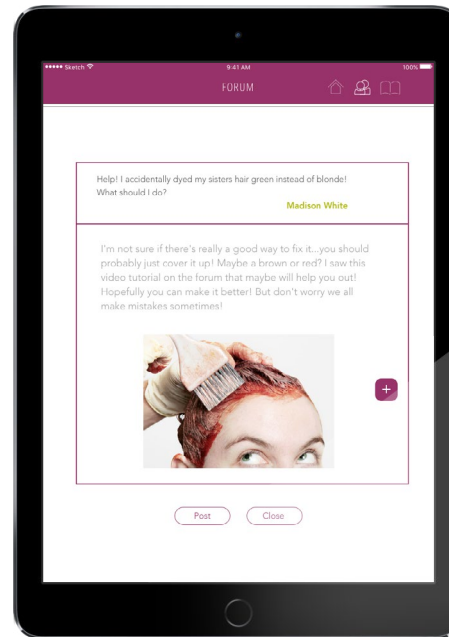 Sketch 9:41 AM 100%
FORUM
Help! I accidentally dyed my sisters hair green instead of blonde!
What should I do?
Madison White
I'm not sure if there's really a good way to fix it...you should
probably just cover it up! Maybe a brown or red? I saw this
video tutorial on the forum that maybe will help you out!
Hopefully you can make it better! But don't worry we all
make mistakes sometimes!
+
Post Close